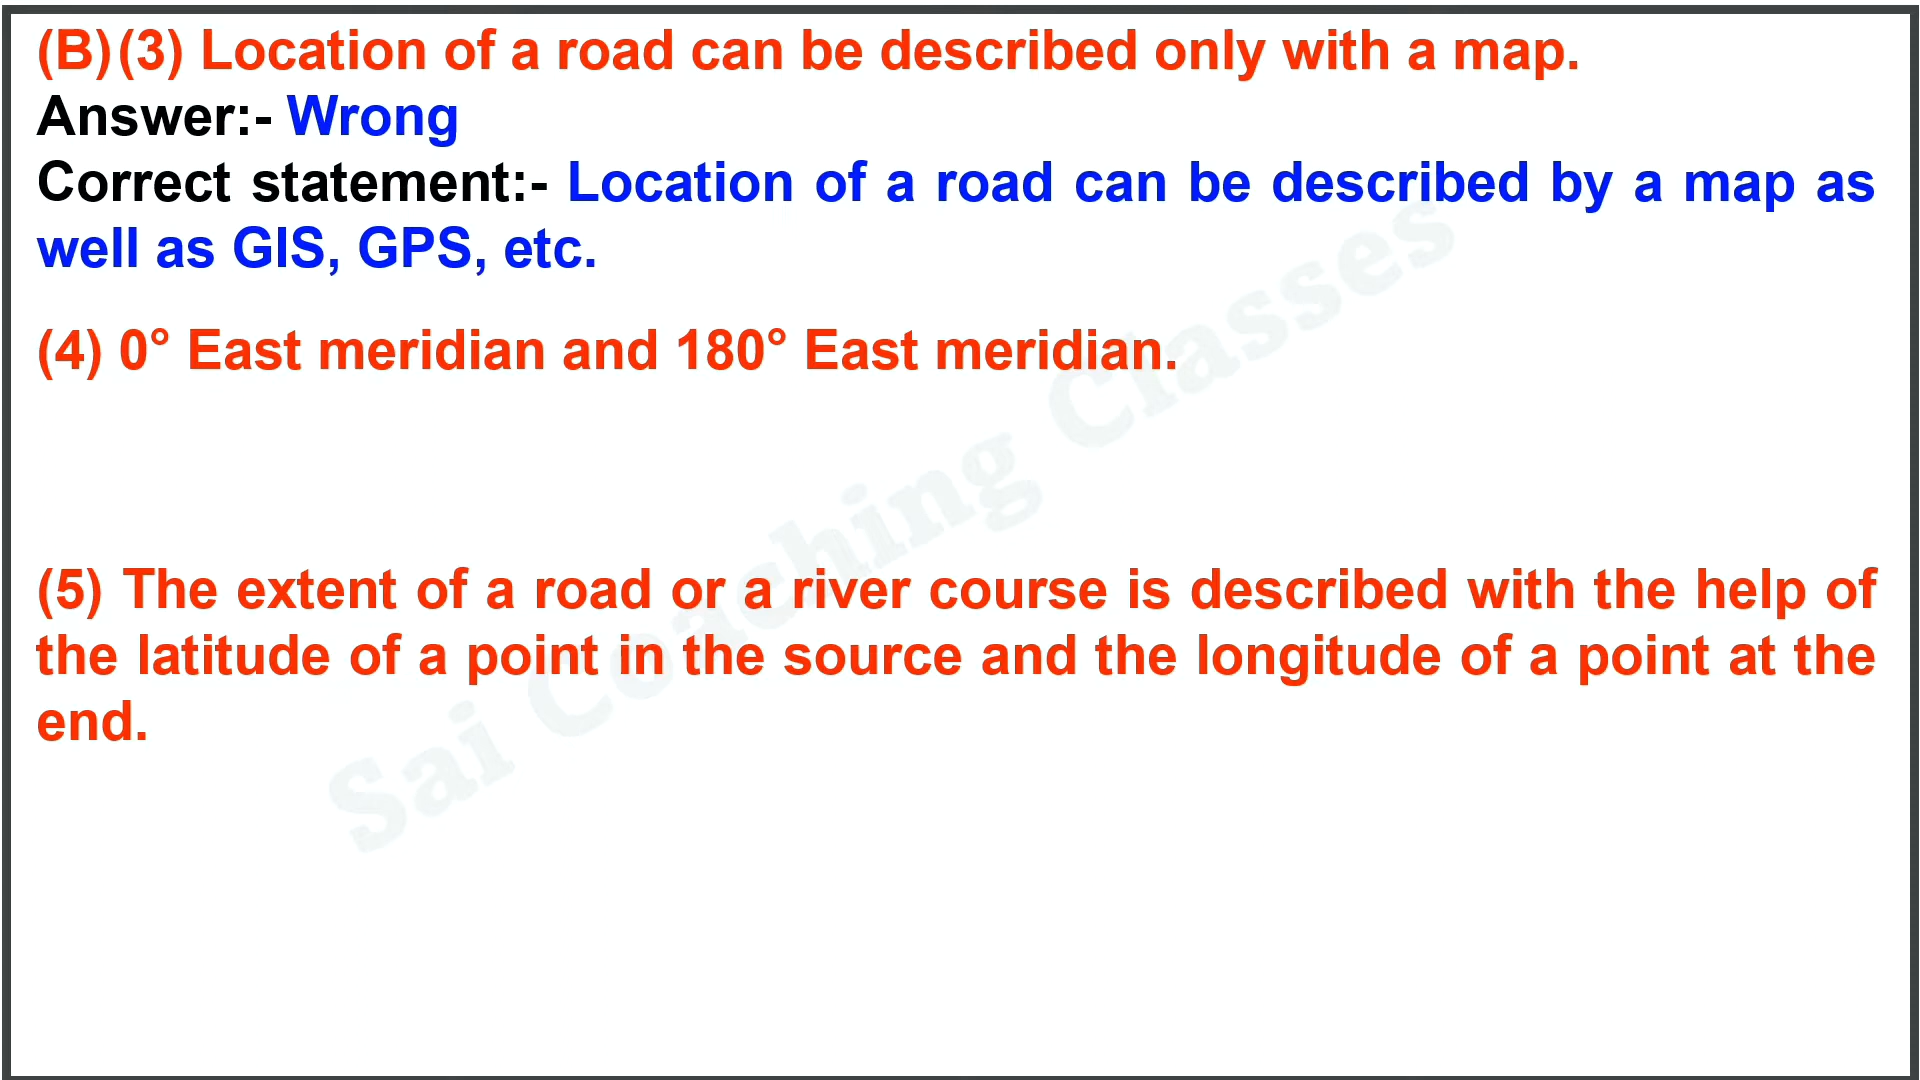 (B)(3) Location of a road can be described only with a map.
Answer:- Wrong
Correct statement:- Location of a road can be described by a map as
well as GIS, GPS, etc.
(4) 0° East meridian and 180° East meridian.
(5) The extent of a road or a river course is described with the help of
the latitude of a point in the source and the longitude of a point at the
end.
Sai Coaching Classes